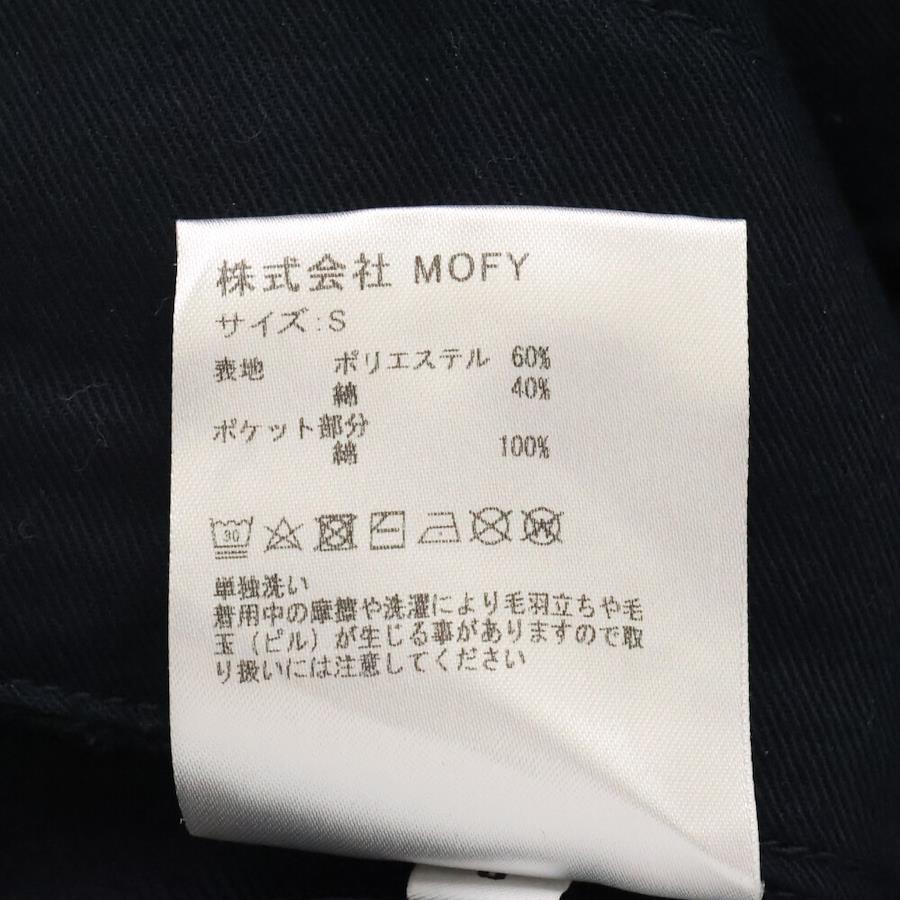 株式会社 MOFY
サイズ:S
表地 ポリエステル 60%
綿 40%
ポケット部分
綿 100%
30
W
単独洗い
着用中の摩擦や洗濯により毛羽立ちや毛
玉(ピル)が生じる事がありますので取
り扱いには注意してください